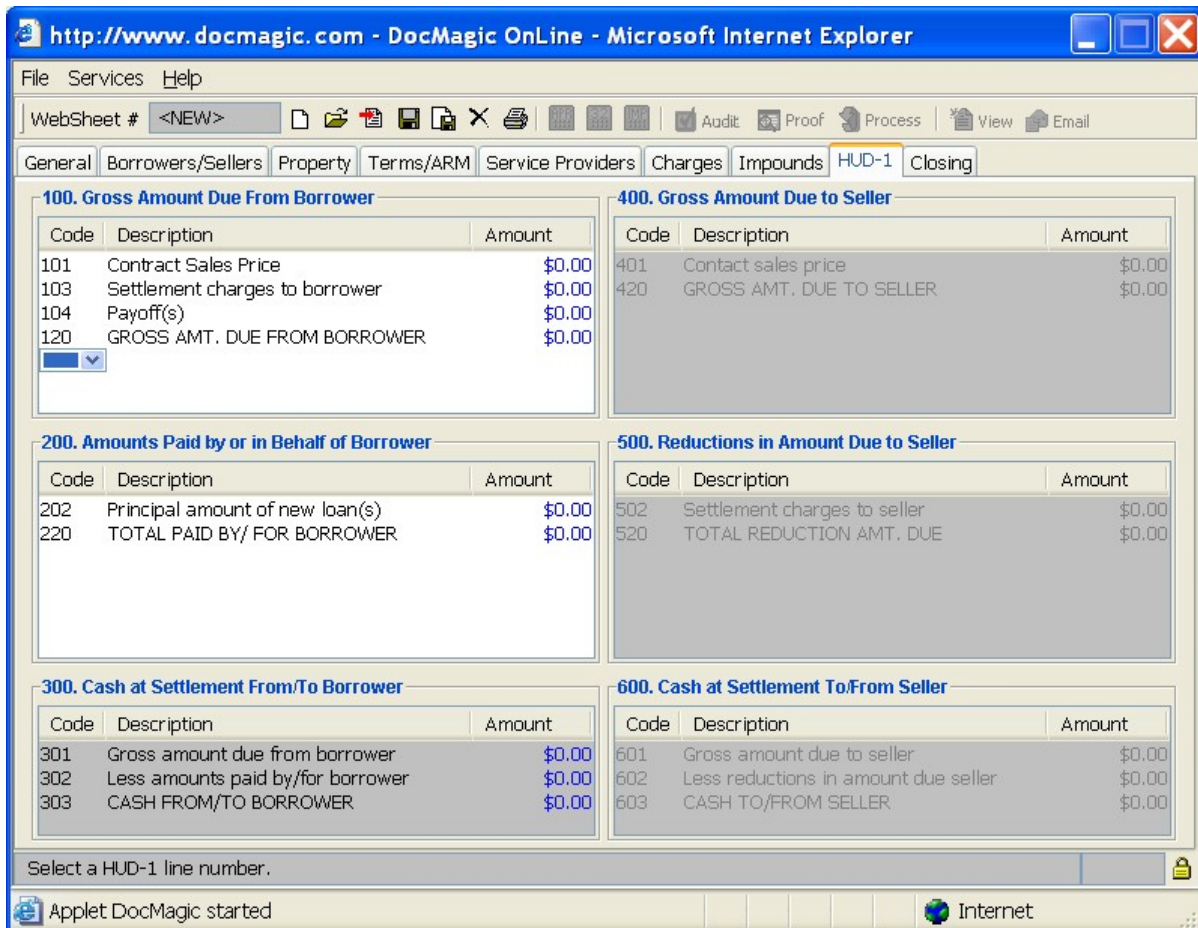 http://www.docmagic.com - DocMagic OnLine - Microsoft Internet Explorer
File Services Help
WebSheet # <NEW> Audit Proof Process View Email
General Borrowers/Sellers Property Terms/ARM Service Providers Charges Impounds HUD-1 Closing
100. Gross Amount Due From Borrower
Code Description Amount
101 Contract Sales Price $0.00
103 Settlement charges to borrower $0.00
104 Payoff(s) $0.00
120 GROSS AMT. DUE FROM BORROWER $0.00
400. Gross Amount Due to Seller
Code Description Amount
401 Contact sales price $0.00
420 GROSS AMT. DUE TO SELLER $0.00
200. Amounts Paid by or in Behalf of Borrower
Code Description Amount
202 Principal amount of new loan(s) $0.00
220 TOTAL PAID BY/ FOR BORROWER $0.00
500. Reductions in Amount Due to Seller
Code Description Amount
502 Settlement charges to seller $0.00
520 TOTAL REDUCTION AMT. DUE $0.00
300. Cash at Settlement From/To Borrower
Code Description Amount
301 Gross amount due from borrower $0.00
302 Less amounts paid by/for borrower $0.00
303 CASH FROM/TO BORROWER $0.00
600. Cash at Settlement To/From Seller
Code Description Amount
601 Gross amount due to seller $0.00
602 Less reductions in amount due seller $0.00
603 CASH TO/FROM SELLER $0.00
Select a HUD-1 line number.
Applet DocMagic started Internet